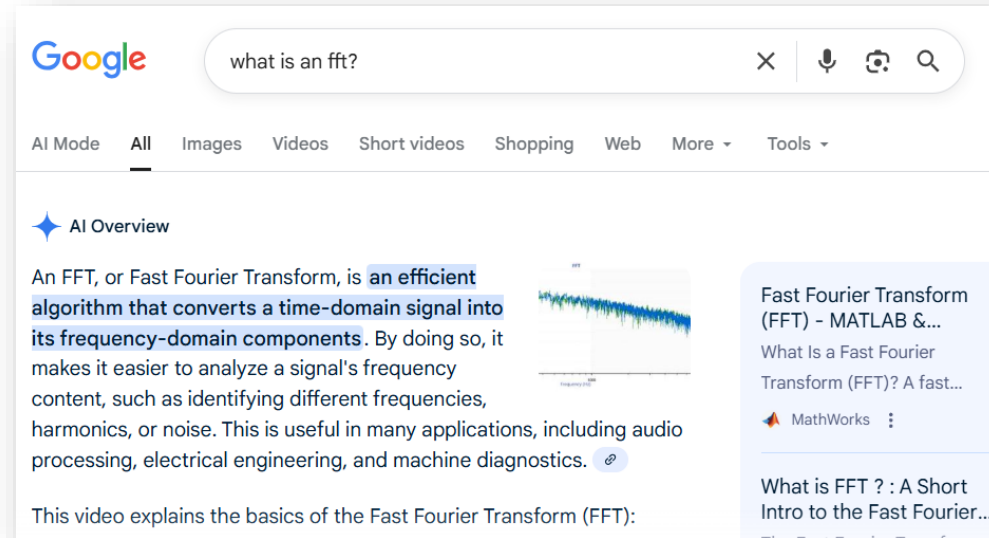 Google
what is an fft?
AI Mode All Images Videos Short videos Shopping Web More Tools
AI Overview
An FFT, or Fast Fourier Transform, is an efficient
algorithm that converts a time-domain signal into
its frequency-domain components. By doing so, it
makes it easier to analyze a signal's frequency
content, such as identifying different frequencies,
harmonics, or noise. This is useful in many applications, including audio
processing, electrical engineering, and machine diagnostics.
This video explains the basics of the Fast Fourier Transform (FFT):
Fast Fourier Transform
(FFT) - MATLAB &...
What Is a Fast Fourier
Transform (FFT)? A fast...
MathWorks
What is FFT ? : A Short
Intro to the Fast Fourier...